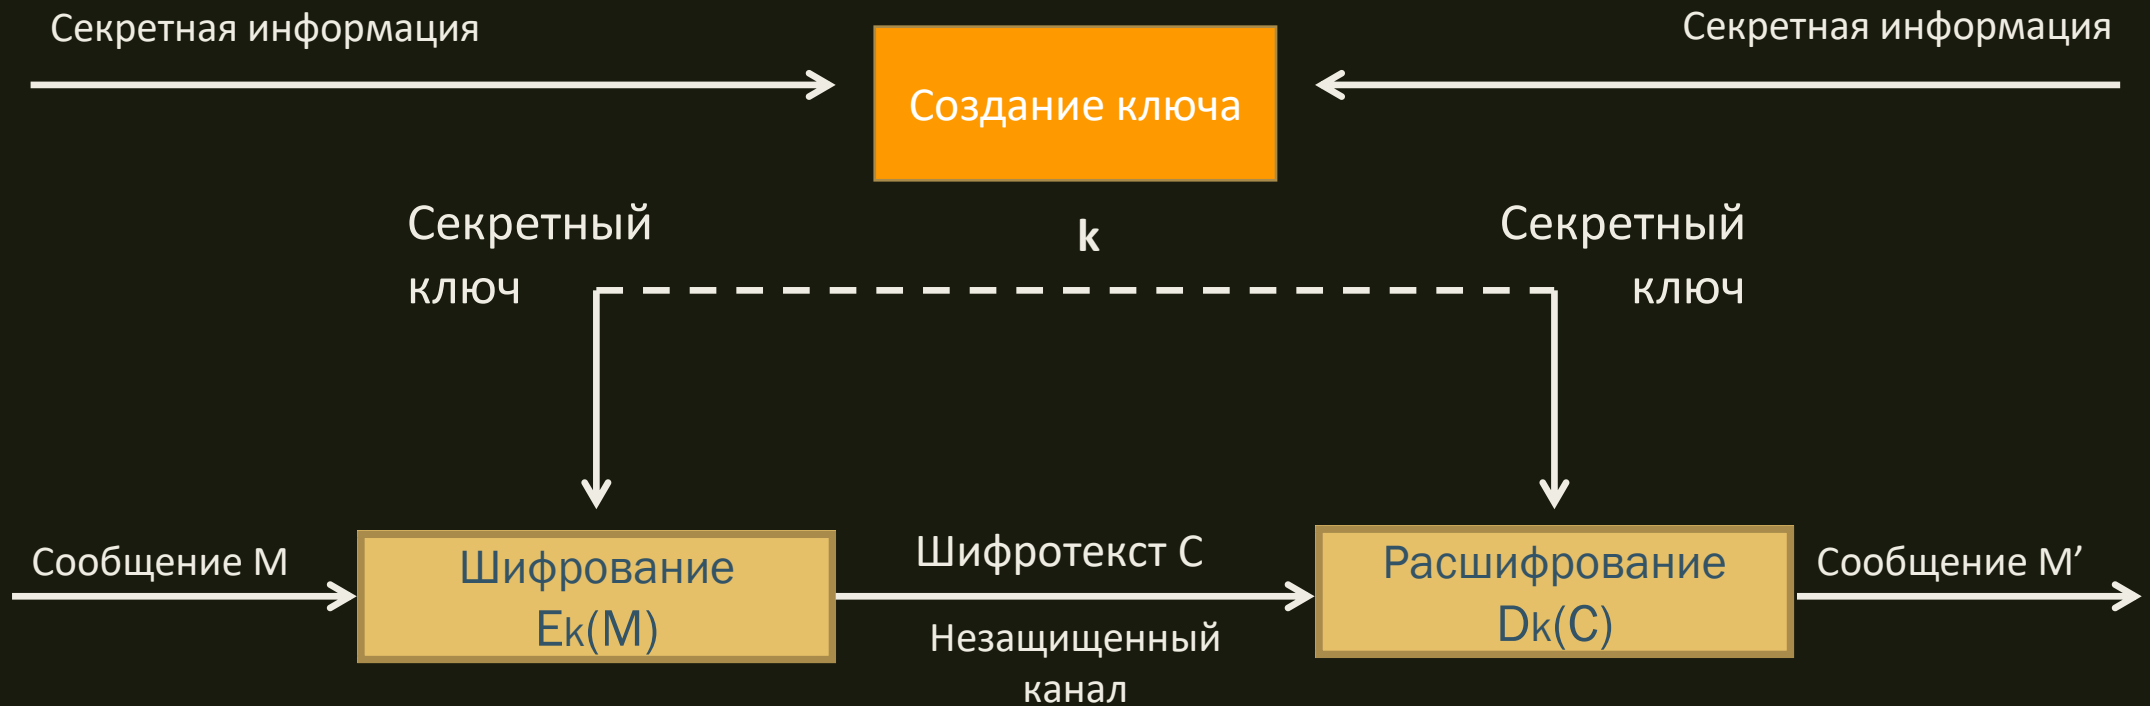 Секретная информация
Секретная информация
Создание ключа
Секретный
ключ
k
Секретный
ключ
Сообщение М
Шифрование
Ek(M)
Шифротекст С
Незащищенный
канал
Расшифрование
Dk(C)
Сообщение М’